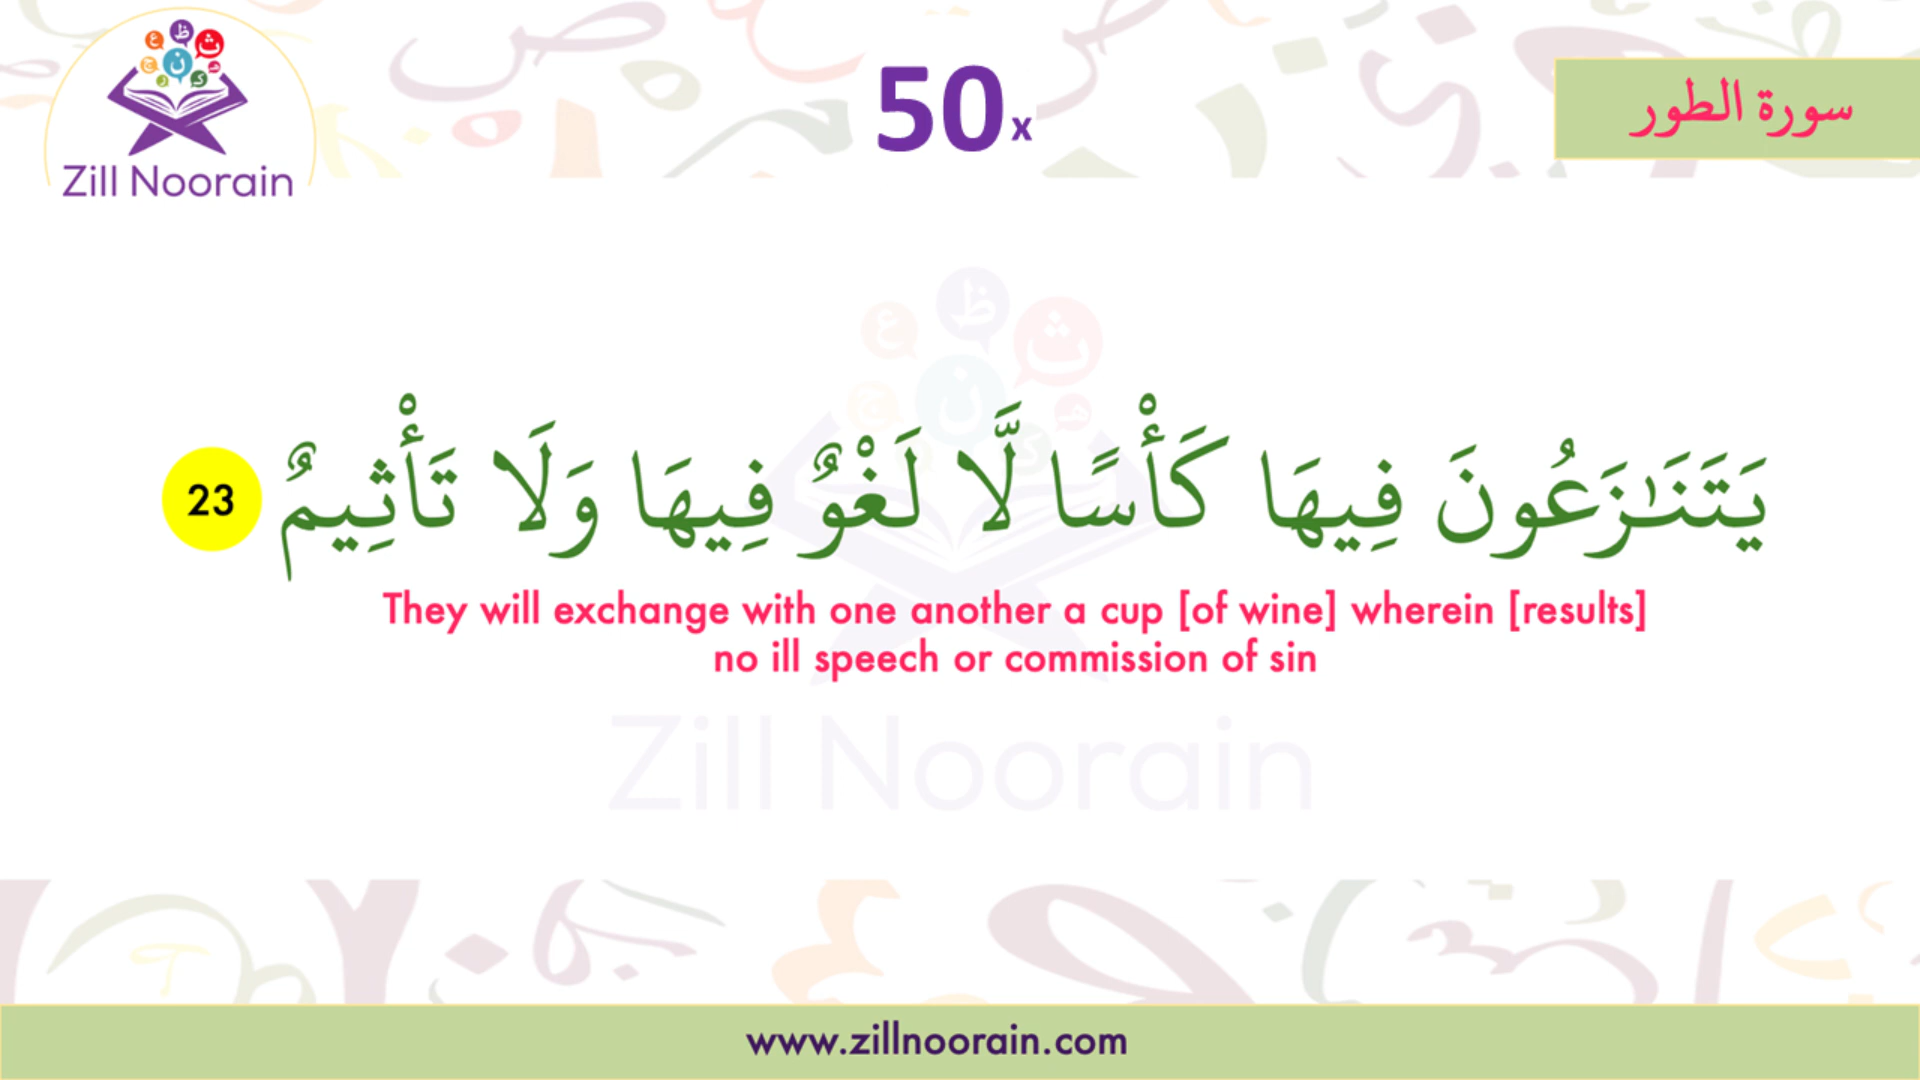 Zill Noorain
50x
سورة الطور
يَتَنَـٰزَعُونَ فِيهَا كَأْسًا لَّا لَغْوٌ فِيهَا وَلَا تَأْثِيمٌ 23
They will exchange with one another a cup [of wine] wherein [results]
no ill speech or commission of sin
Zill Noorain
www.zillnoorain.com